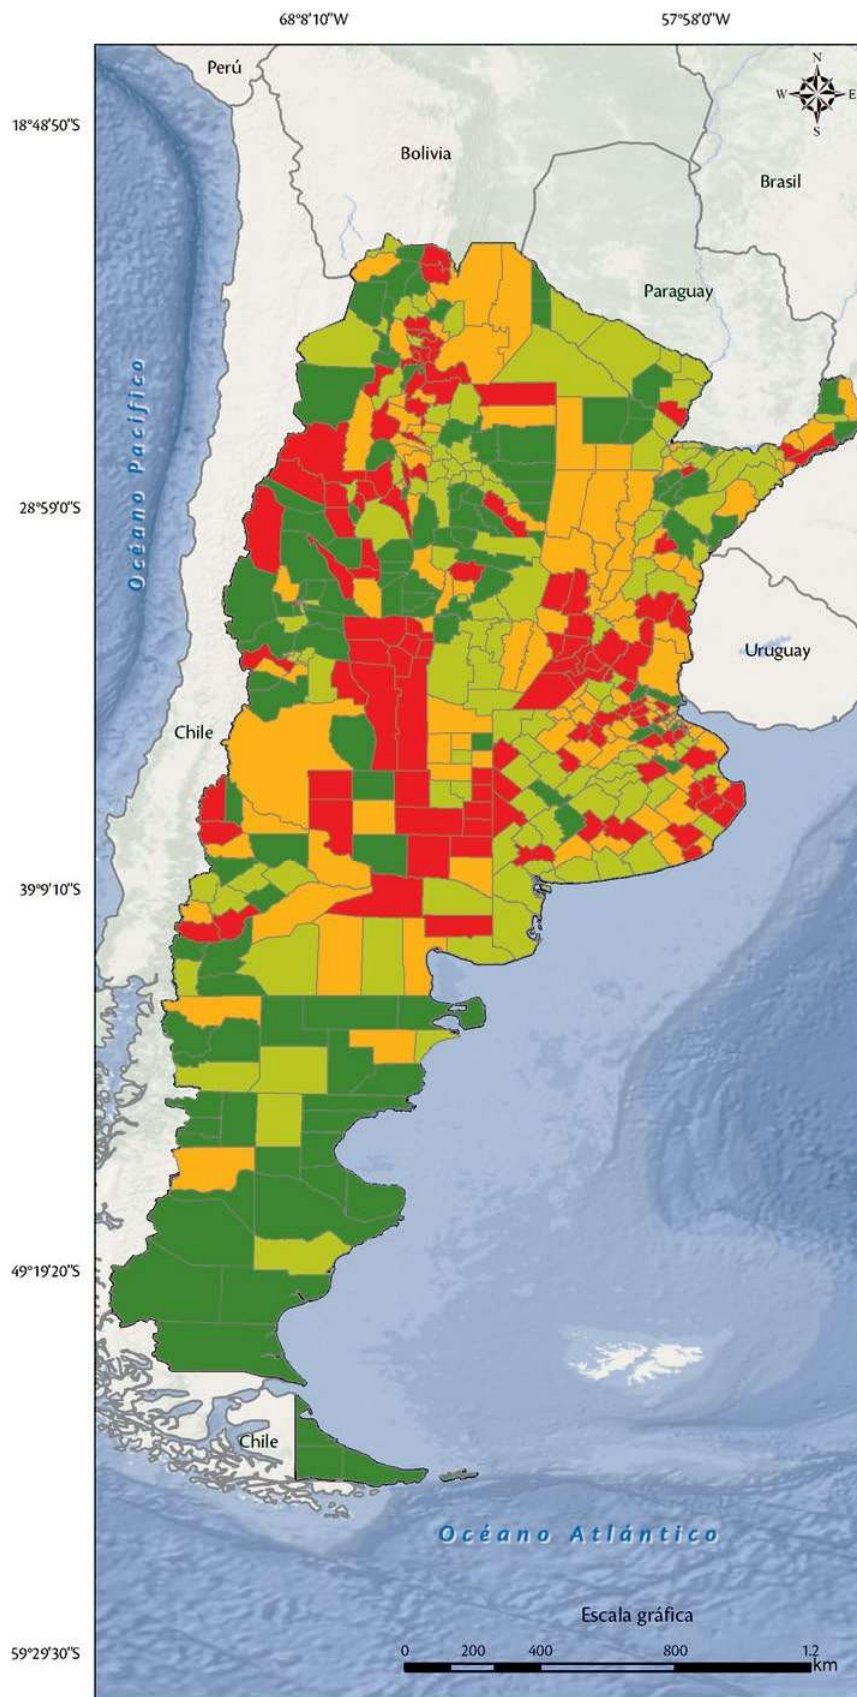 68°8'10"W
57°58'0"W
Perú
N
W
E
S
18°48'50"S
Bolivia
Brasil
Paraguay
Océano Pacífico
28°59'0"S
Uruguay
Chile
39°9'10"S
49°19'20"S
Chile
Océano Atlántico
Escala gráfica
0 200 400 800 1.2
km
59°29'30"S